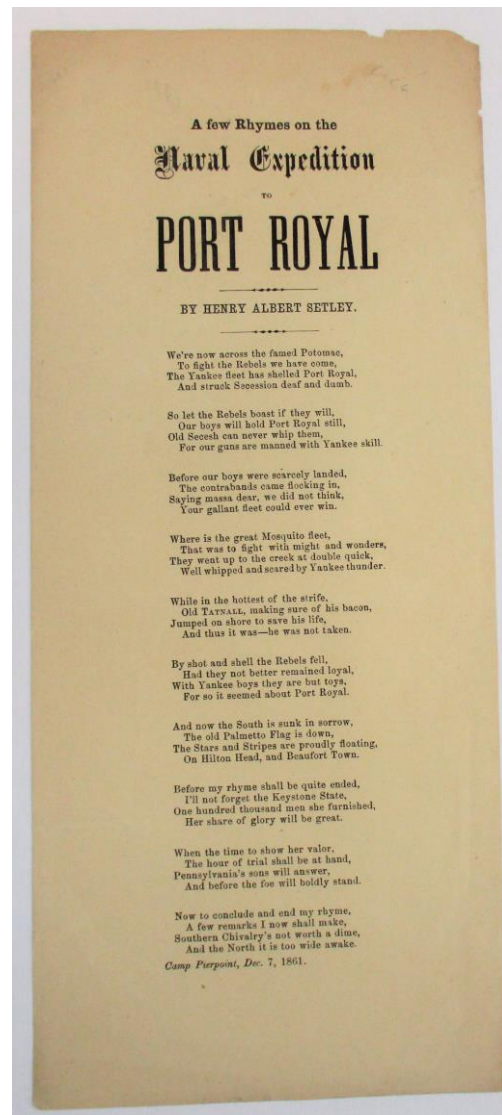 A few Rhymes on the
Naval Expedition
TO
PORT ROYAL
BY HENRY ALBERT SETLEY.
We're now across the famed Potomac,
To fight the Rebels we have come,
The Yankee fleet has shelled Port Royal,
And struck Secession deaf and dumb.
So let the Rebels boast if they will,
Our boys will hold Port Royal still,
Old Secesh can never whip them,
For our guns are manned with Yankee skill.
Before our boys were scarcely landed,
The contrabands came flocking in,
Saying massa dear, we did not think,
Your gallant fleet could ever win.
Where is the great Mosquito fleet,
That was to fight with might and wonders,
They went up to the creek at double quick,
Well whipped and scared by Yankee thunder.
While in the hottest of the strife,
Old TATNALL, making sure of his bacon,
Jumped on shore to save his life,
And thus it was—he was not taken.
By shot and shell the Rebels fell,
Had they not better remained loyal,
With Yankee boys they are but toys,
For so it seemed about Port Royal.
And now the South is sunk in sorrow,
The old Palmetto Flag is down,
The Stars and Stripes are proudly floating,
On Hilton Head, and Beaufort Town.
Before my rhyme shall be quite ended,
I'll not forget the Keystone State,
One hundred thousand men she furnished,
Her share of glory will be great.
When the time to show her valor,
The hour of trial shall be at hand,
Pennsylvania's sons will answer,
And before the foe will boldly stand.
Now to conclude and end my rhyme,
A few remarks I now shall make,
Southern Chivalry's not worth a dime,
And the North it is too wide awake.
Camp Pierpoint, Dec. 7, 1861.